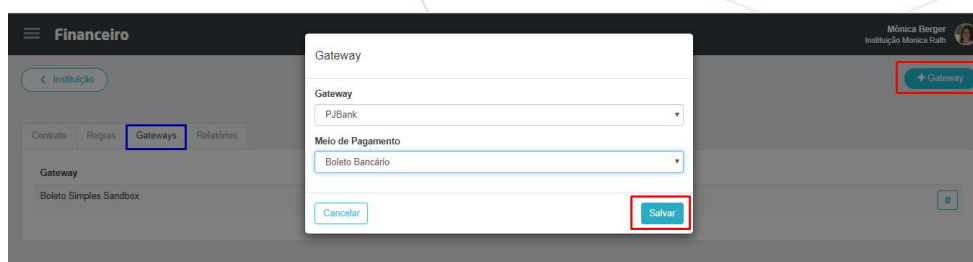 Financeiro
Mônica Berger
Instituição Monica Rath
Gateway
< Instituição
+ Gateway
Gateway
PJBank
Meio de Pagamento
Contrato Regras Gateways Relatórios
Boleto Bancário
Gateway
Boleto Simples Sandbox
Cancelar
Salvar